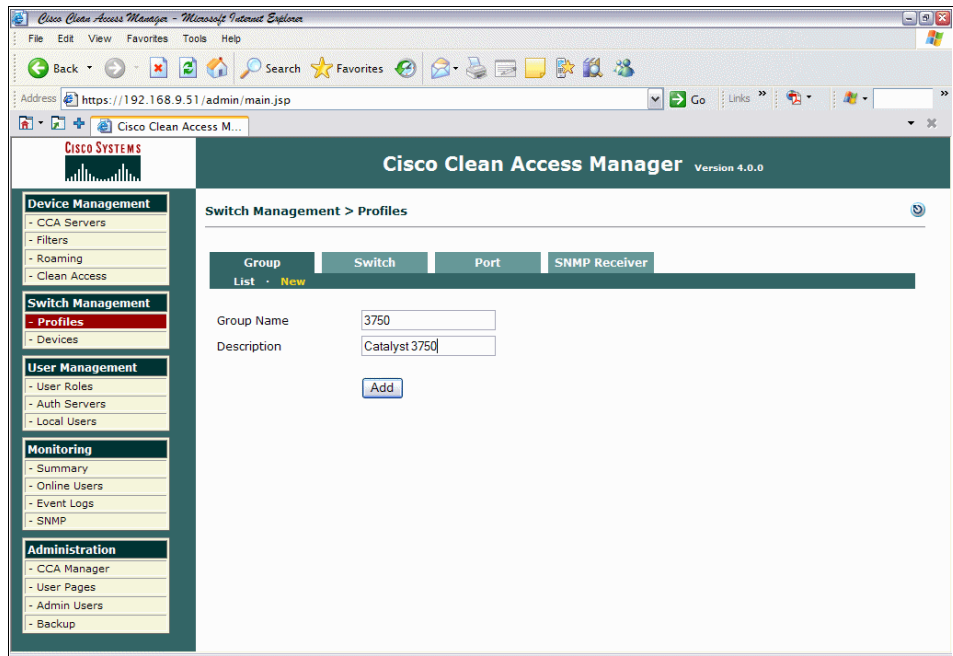 Cisco Clean Access Manager - Microsoft Internet Explorer
File Edit View Favorites Tools Help
Back Search Favorites
Address https://192.168.9.51/admin/main.jsp Go Links »  »
Cisco Clean Access M...
CISCO SYSTEMS
Cisco Clean Access Manager Version 4.0.0
Device Management
- CCA Servers
- Filters
- Roaming
- Clean Access
Switch Management
- Profiles
- Devices
User Management
- User Roles
- Auth Servers
- Local Users
Monitoring
- Summary
- Online Users
- Event Logs
- SNMP
Administration
- CCA Manager
- User Pages
- Admin Users
- Backup
Switch Management > Profiles
Group Switch Port SNMP Receiver
List · New
Group Name 3750
Description Catalyst 3750
Add